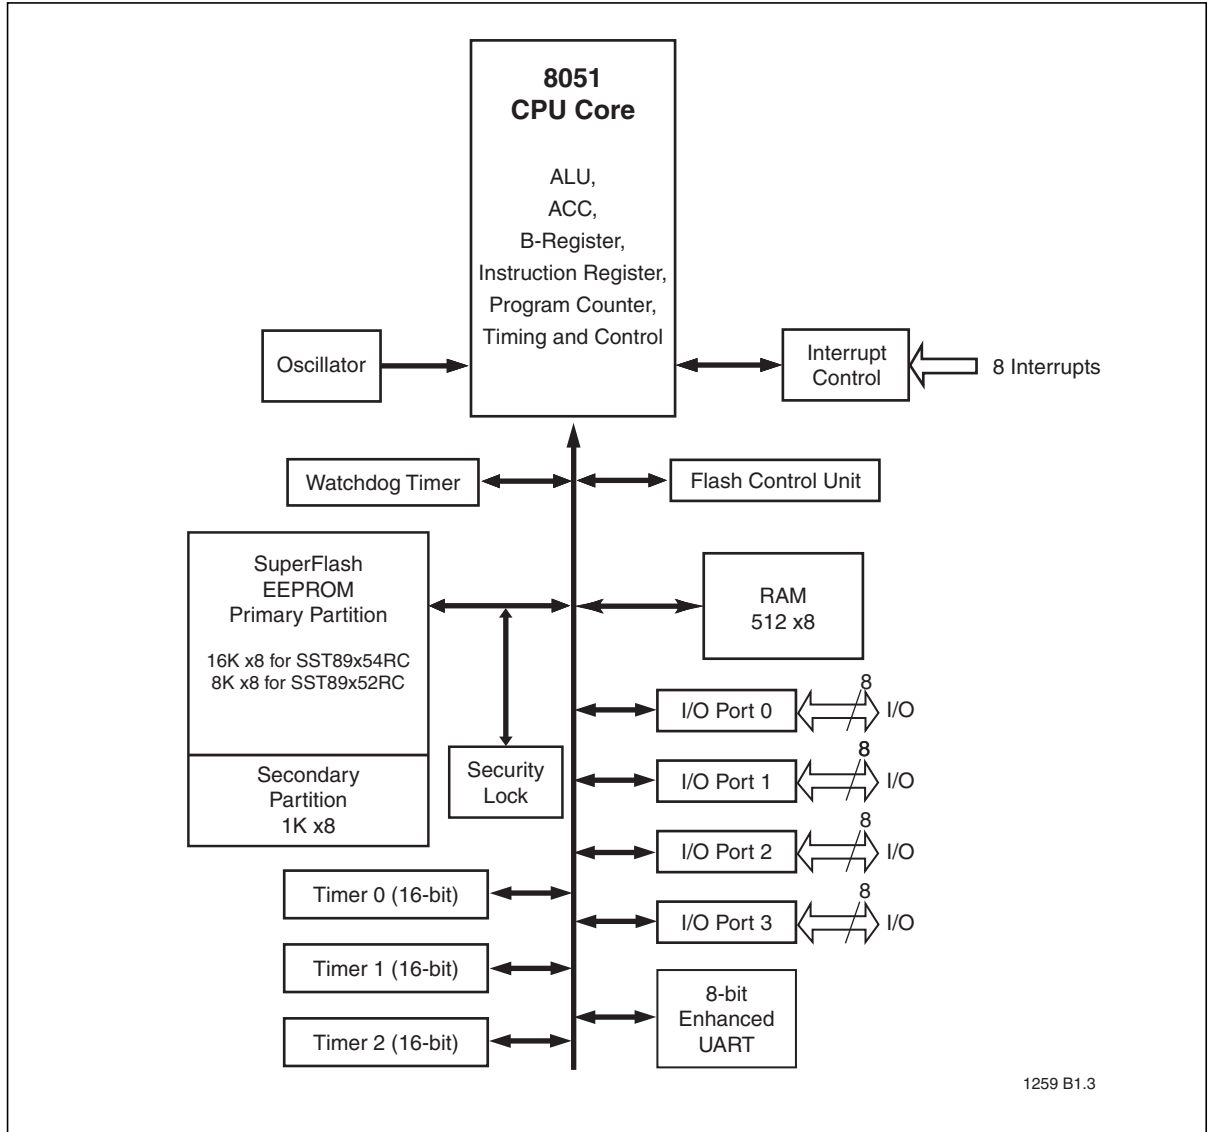 8051
CPU Core
ALU,
ACC,
B-Register,
Instruction Register,
Program Counter,
Timing and Control
Oscillator
Interrupt
Control
8 Interrupts
Watchdog Timer
Flash Control Unit
SuperFlash
EEPROM
Primary Partition
16K x8 for SST89x54RC
8K x8 for SST89x52RC
RAM
512 x8
8
I/O Port 0
I/O
Security
Lock
Secondary
Partition
1K x8
8
I/O Port 1
I/O
8
I/O Port 2
I/O
Timer 0 (16-bit)
8
I/O Port 3
I/O
Timer 1 (16-bit)
8-bit
Enhanced
UART
Timer 2 (16-bit)
1259 B1.3